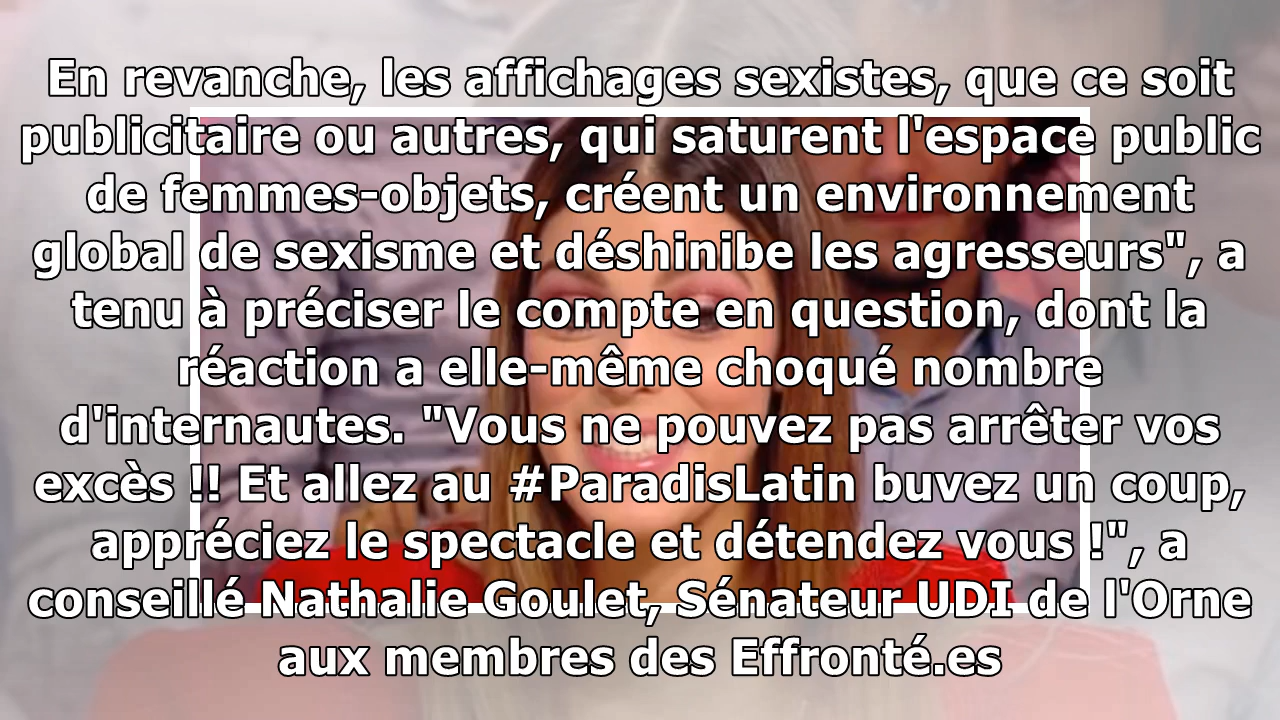 En revanche, les affichages sexistes, que ce soit
publicitaire ou autres, qui saturent l'espace public
de femmes-objets, créent un environnement
global de sexisme et déshinibe les agresseurs", a
tenu à préciser le compte en question, dont la
réaction a elle-même choqué nombre
d'internautes. "Vous ne pouvez pas arrêter vos
excès !! Et allez au #ParadisLatin buvez un coup,
appréciez le spectacle et détendez vous !", a
conseillé Nathalie Goulet, Sénateur UDI de l'Orne
aux membres des Effronté.es